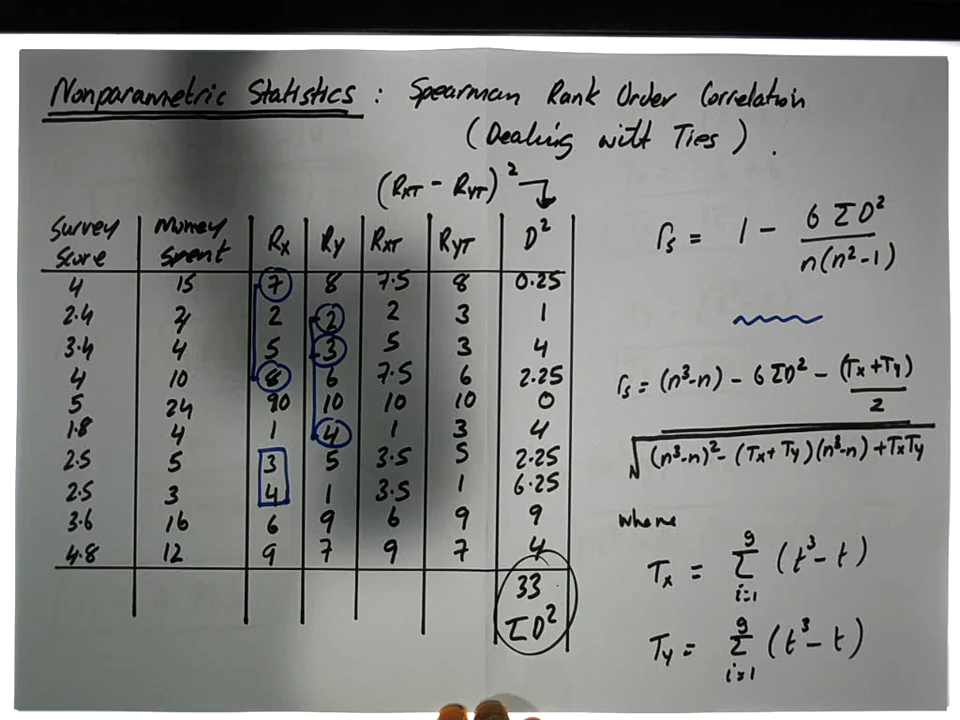 Nonparametric Statistics : Spearman Rank Order Correlation
(Dealing with Ties) .
(RXT - RYT)²
Survey Score | Money Spent | Rx | Ry | RXT | RYT | D²
4 | 15 | 7 | 8 | 7.5 | 8 | 0.25
2.4 | | 2 | 2 | 2 | 3 | 1
3.4 | 4 | 5 | 3 | 5 | 3 | 4
4 | 10 | 8 | 6 | 7.5 | 6 | 2.25
5 | 24 | | 10 | 10 | 10 | 0
1.8 | 4 | 1 | 4 | 1 | 3 | 4
2.5 | 5 | 3 | 5 | 3.5 | 5 | 2.25
2.5 | 3 | 4 | 1 | 3.5 | 1 | 6.25
3.6 | 16 | 6 | 9 | 6 | 9 | 9
4.8 | 12 | 9 | 7 | 9 | 7 | 4
33
ΣD²
rs = 1 - 6ΣD² / n(n²-1)
rs = (n³-n) - 6ΣD² - (Tx+Ty)/2
√(n³-n)² - (Tx+Ty)(n³-n) + TxTy
where
Tx = Σ (t³ - t)
g
i=1
Ty = Σ (t³ - t)
g
i=1